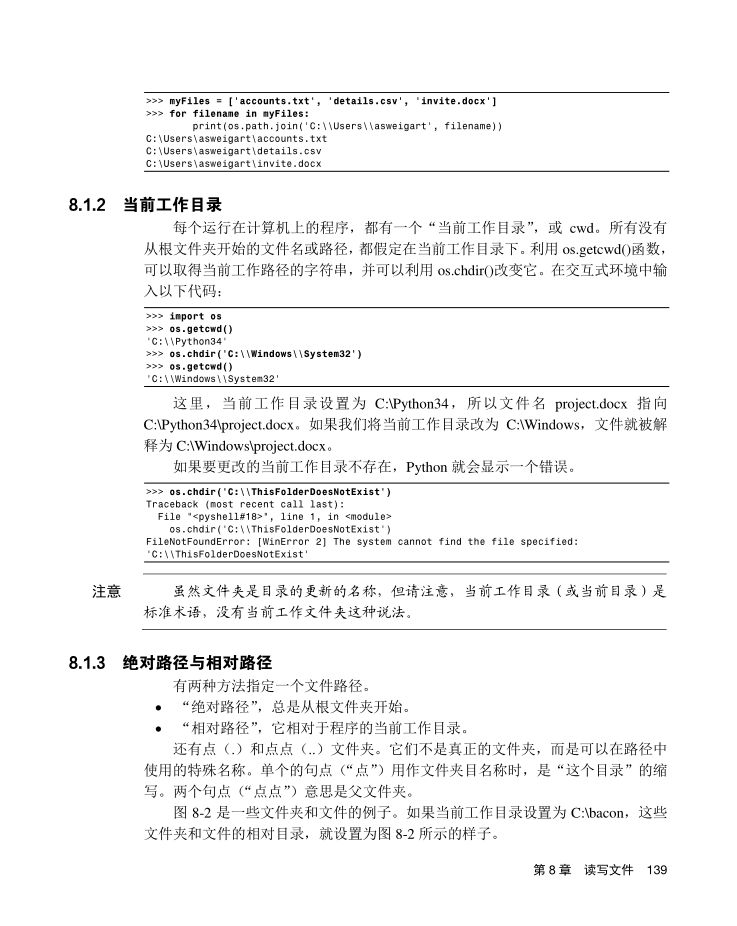 >>> myFiles = ['accounts.txt', 'details.csv', 'invite.docx']
>>> for filename in myFiles:
        print(os.path.join('C:\\Users\\asweigart', filename))
C:\Users\asweigart\accounts.txt
C:\Users\asweigart\details.csv
C:\Users\asweigart\invite.docx
8.1.2 当前工作目录
每个运行在计算机上的程序，都有一个“当前工作目录”，或 cwd。所有没有
从根文件夹开始的文件名或路径，都假定在当前工作目录下。利用 os.getcwd()函数，
可以取得当前工作路径的字符串，并可以利用 os.chdir()改变它。在交互式环境中输
入以下代码：
>>> import os
>>> os.getcwd()
'C:\\Python34'
>>> os.chdir('C:\\Windows\\System32')
>>> os.getcwd()
'C:\\Windows\\System32'
这里，当前工作目录设置为 C:\Python34，所以文件名 project.docx 指向
C:\Python34\project.docx。如果我们将当前工作目录改为 C:\Windows，文件就被解
释为 C:\Windows\project.docx。
如果要更改的当前工作目录不存在，Python 就会显示一个错误。
>>> os.chdir('C:\\ThisFolderDoesNotExist')
Traceback (most recent call last):
  File "<pyshell#18>", line 1, in <module>
    os.chdir('C:\\ThisFolderDoesNotExist')
FileNotFoundError: [WinError 2] The system cannot find the file specified:
'C:\\ThisFolderDoesNotExist'
注意 虽然文件夹是目录的更新的名称，但请注意，当前工作目录（或当前目录）是
标准术语，没有当前工作文件夹这种说法。
8.1.3 绝对路径与相对路径
有两种方法指定一个文件路径。
• “绝对路径”，总是从根文件夹开始。
• “相对路径”，它相对于程序的当前工作目录。
还有点（.）和点点（..）文件夹。它们不是真正的文件夹，而是可以在路径中
使用的特殊名称。单个的句点（“点”）用作文件夹目名称时，是“这个目录”的缩
写。两个句点（“点点”）意思是父文件夹。
图 8-2 是一些文件夹和文件的例子。如果当前工作目录设置为 C:\bacon，这些
文件夹和文件的相对目录，就设置为图 8-2 所示的样子。
第 8 章 读写文件 139